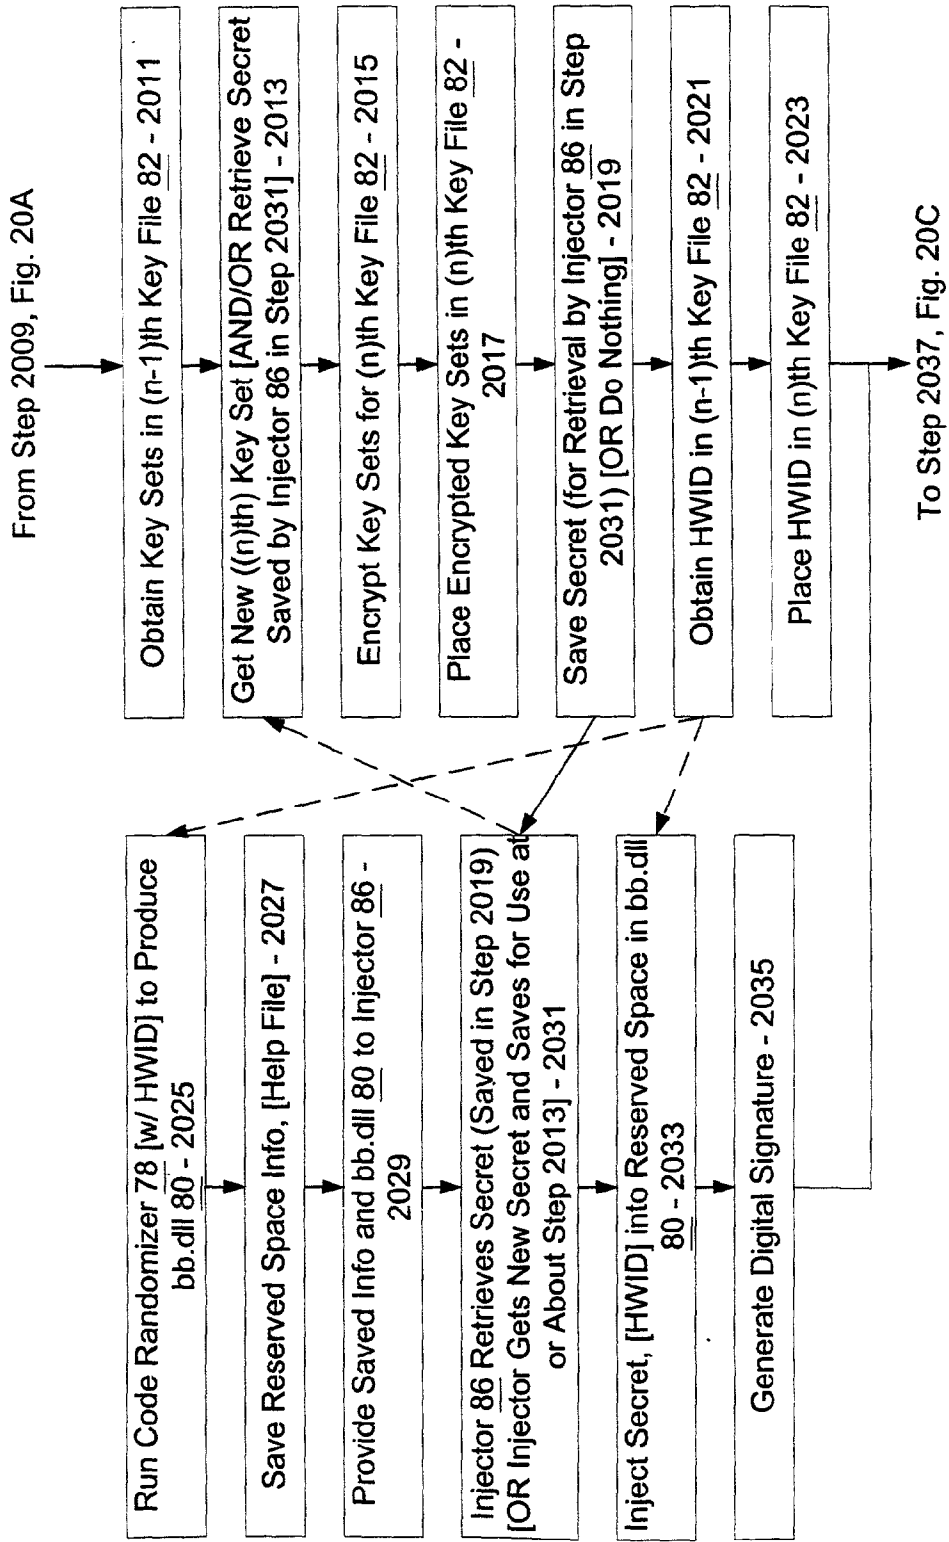 From Step 2009, Fig. 20A
Obtain Key Sets in (n-1)th Key File 82 - 2011
Get New ((n)th) Key Set [AND/OR Retrieve Secret
Saved by Injector 86 in Step 2031] - 2013
Encrypt Key Sets for (n)th Key File 82 - 2015
Place Encrypted Key Sets in (n)th Key File 82 -
2017
Save Secret (for Retrieval by Injector 86 in Step
2031) [OR Do Nothing] - 2019
Obtain HWID in (n-1)th Key File 82 - 2021
Place HWID in (n)th Key File 82 - 2023
Run Code Randomizer 78 [w/ HWID] to Produce
bb.dll 80 - 2025
Save Reserved Space Info, [Help File] - 2027
Provide Saved Info and bb.dll 80 to Injector 86 -
2029
Injector 86 Retrieves Secret (Saved in Step 2019)
[OR Injector Gets New Secret and Saves for Use at
or About Step 2013] - 2031
Inject Secret, [HWID] into Reserved Space in bb.dll
80 - 2033
Generate Digital Signature - 2035
To Step 2037, Fig. 20C